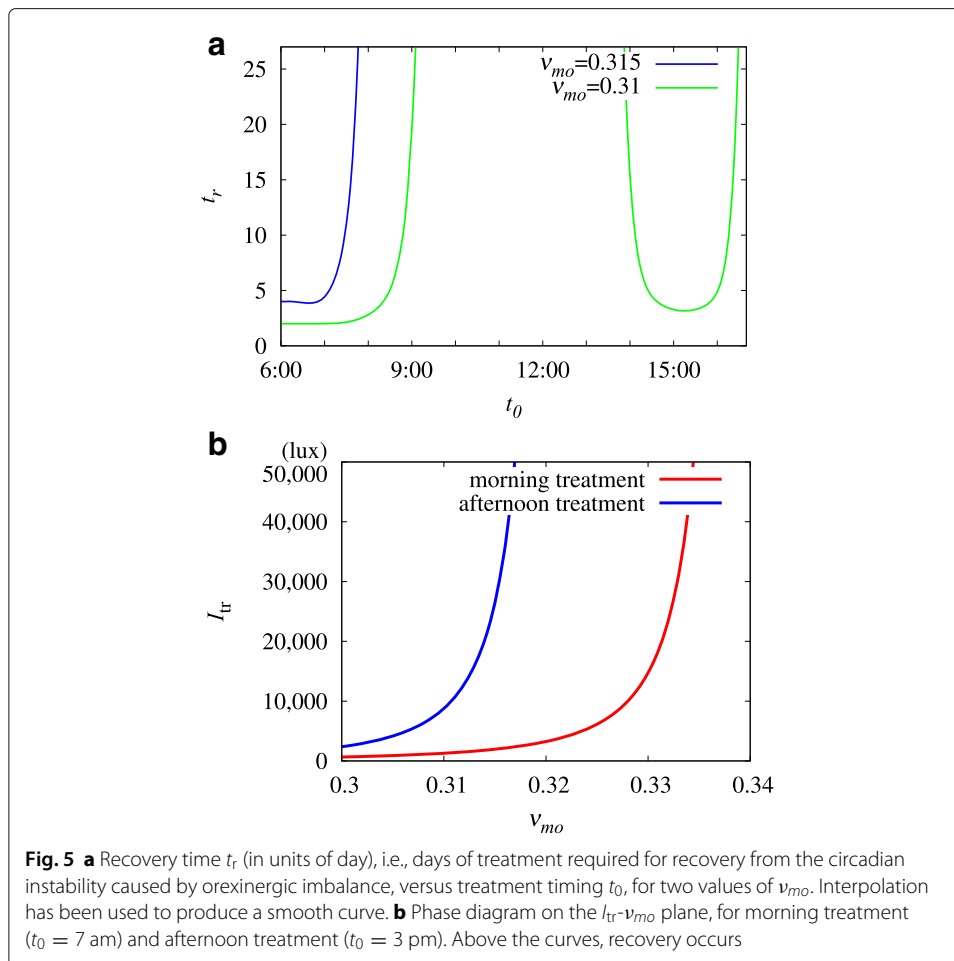 a
25
20
15
10
5
0
t_r
ν_mo=0.315
ν_mo=0.31
6:00 9:00 12:00 15:00
t_0
b
(lux)
50,000
40,000
30,000
20,000
10,000
0
I_tr
morning treatment
afternoon treatment
0.3 0.31 0.32 0.33 0.34
ν_mo
Fig. 5 a Recovery time t_r (in units of day), i.e., days of treatment required for recovery from the circadian
instability caused by orexinergic imbalance, versus treatment timing t_0, for two values of ν_mo. Interpolation
has been used to produce a smooth curve. b Phase diagram on the I_tr-ν_mo plane, for morning treatment
(t_0 = 7 am) and afternoon treatment (t_0 = 3 pm). Above the curves, recovery occurs